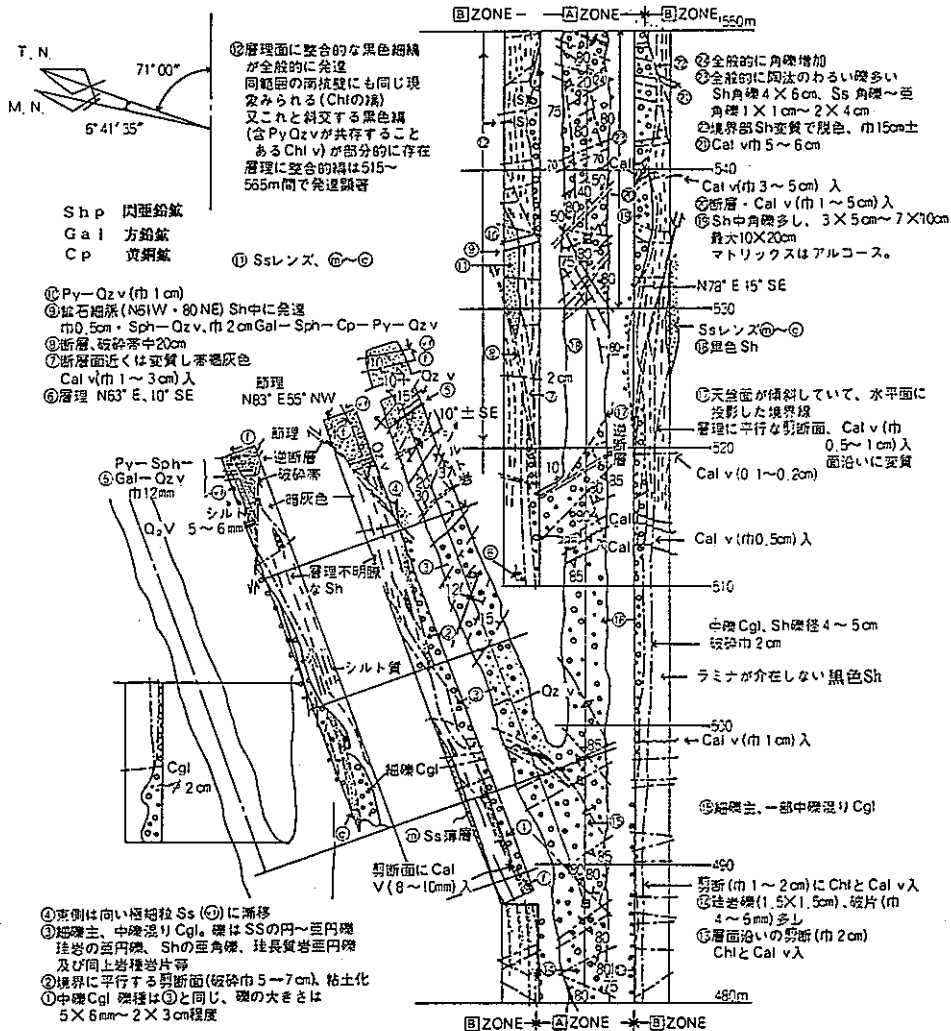 B ZONE
A ZONE
B ZONE
550m
T.N.
M.N.
71°00″
6°41′35″
⑫層理面に整合的な黒色細縞
が全般的に発達
同範囲の南坑壁にも同じ現
象みられる(Chlの縞)
又これと斜交する黒色縞
(含PyQzvが共存すること
あるChl v)が部分的に存在
層理に整合的縞は515～
565m間で発達顕著
Shp 閃亜鉛鉱
Gal 方鉛鉱
Cp 黄銅鉱
⑪ Ssレンズ、ⓜ～ⓒ
⑩Py－Qz v(巾1cm)
⑨鉱石細脈(N61W・80NE)Sh中に発達
巾0.5cm・Sph－Qzv、巾2cm Gal－Sph－Cp－Py－Qz v
⑧断層、破砕帯中20cm
⑦断層面近くは変質し帯褐灰色
Cal v(巾1～3cm)入
⑥層理 N63°E、10°SE
㉔全般的に角礫増加
㉓全般的に陶汰のわるい礫多い
Sh角礫4×6cm、Ss角礫～亜
角礫1×1cm～2×4cm
㉒境界部Sh変質で脱色、巾15cm±
㉑Cal v巾5～6cm
540
Cal v(巾3～5cm)入
⑳断層・Cal v(巾1～5cm)入
⑲Sh中角礫多し、3×5cm～7×10cm
最大10×20cm
マトリックスはアルコース。
N78°E 15°SE
530
Ssレンズⓜ～ⓒ
⑱黒色Sh
⑰天盤面が傾斜していて、水平面に
投影した境界線
層理に平行な剪断面、Cal v(巾
0.5～1cm)入
面沿いに変質
520
Cal v(0.1～0.2cm)
Cal v(巾0.5cm)入
510
中礫Cgl、Sh礫径4～5cm
破砕巾2cm
ラミナが介在しない黒色Sh
500
Cal v(巾1cm)入
⑮細礫主、一部中礫混りCgl
490
剪断(巾1～2cm)にChlとCal v入
⑭珪岩礫(1.5×1.5cm)、破片(巾
4～6mm)多し
⑬層面沿いの剪断(巾2cm)
ChlとCal v入
480m
節理
N83°E55°NW
Qz v
⑤
10°±SE
節理
逆断層
破砕帯
暗灰色
Py－Sph－
⑤Gal－Qz v
巾12mm
シルト
5～6mm
Q₂V
層理不明瞭
なSh
シルト質
2cm
層断
Cal
Qz v
細礫Cgl
ⓜSs薄層
剪断面にCal
V(8～10mm)入
Cgl
2cm
④東側は向い極細粒Ss(vf)に漸移
③細礫主、中礫混りCgl。礫はSSの円～亜円礫
珪岩の亜円礫、Shの亜角礫、珪長質岩亜円礫
及び同上岩種岩片等
②境界に平行する剪断面(破砕巾5～7cm)、粘土化
①中礫Cgl 礫種は③と同じ、礫の大きさは
5×6mm～2×3cm程度
B ZONE
A ZONE
B ZONE